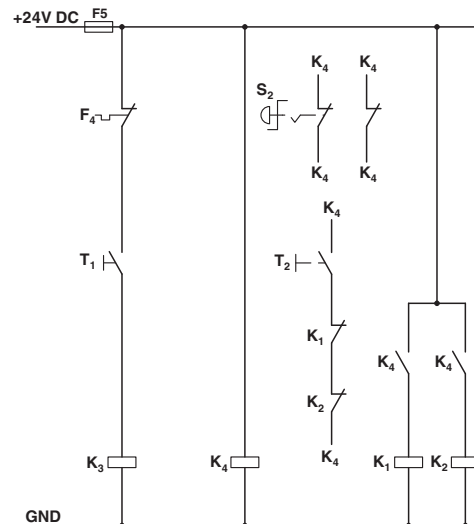 +24V DC F5
K4 K4
S2
F4
K4 K4
K4
T1 T2
K1
K4 K4
K2
K4
K3 K4 K1 K2
GND